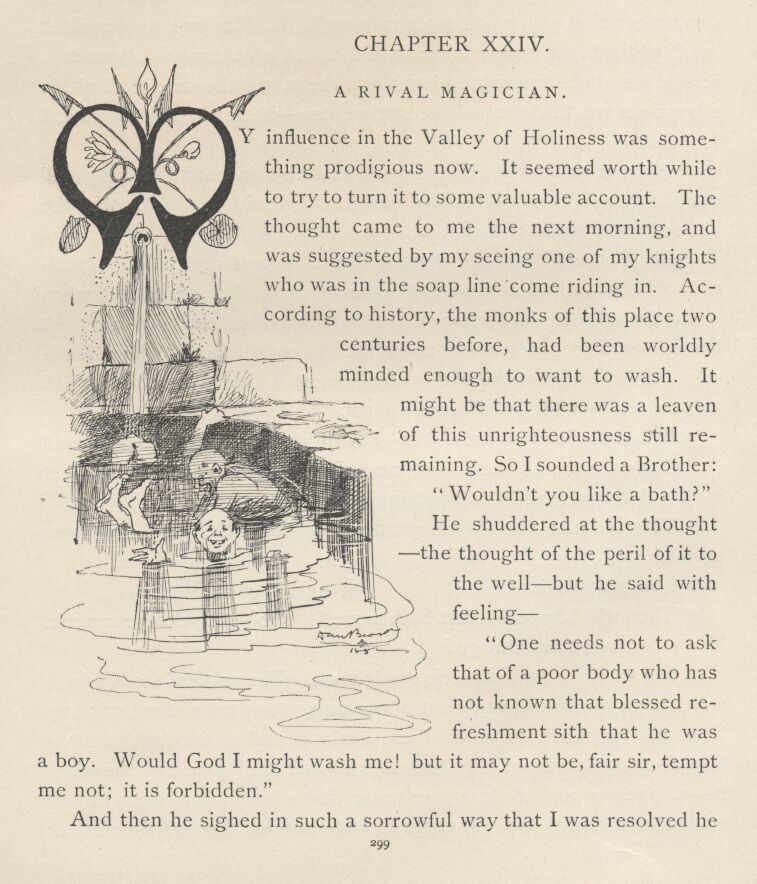 CHAPTER XXIV.
A RIVAL MAGICIAN.
MY influence in the Valley of Holiness was some-
thing prodigious now. It seemed worth while
to try to turn it to some valuable account. The
thought came to me the next morning, and
was suggested by my seeing one of my knights
who was in the soap line come riding in. Ac-
cording to history, the monks of this place two
centuries before, had been worldly
minded enough to want to wash. It
might be that there was a leaven
of this unrighteousness still re-
maining. So I sounded a Brother:
"Wouldn't you like a bath?"
He shuddered at the thought
—the thought of the peril of it to
the well—but he said with
feeling—
"One needs not to ask
that of a poor body who has
not known that blessed re-
freshment sith that he was
a boy. Would God I might wash me! but it may not be, fair sir, tempt
me not; it is forbidden."
And then he sighed in such a sorrowful way that I was resolved he
299
Dan Beard